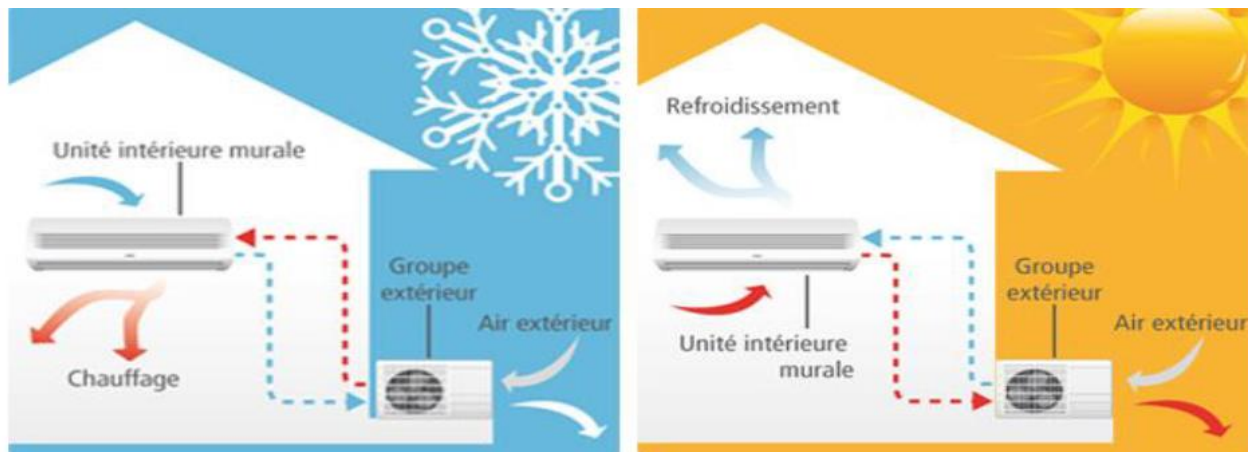 Unité intérieure murale
Groupe
extérieur
Air extérieur
Chauffage
Refroidissement
Groupe
extérieur
Air extérieur
Unité intérieure
murale